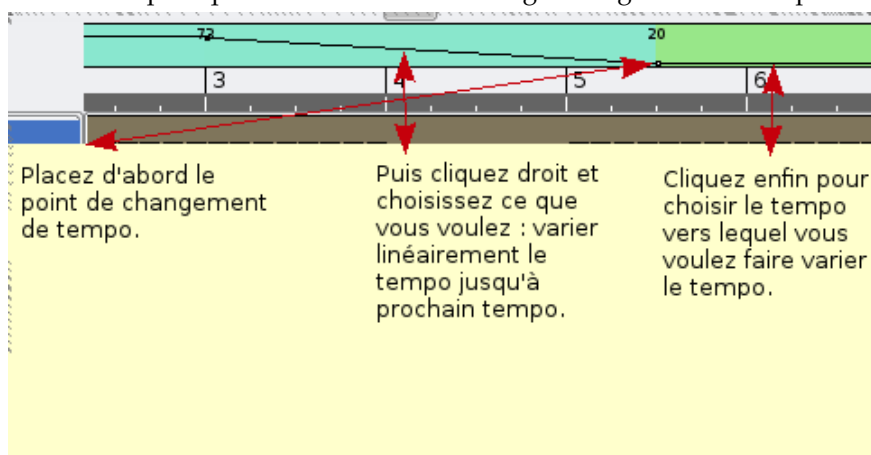 73
20
3
4
5
6
Placez d'abord le
point de changement
de tempo.
Puis cliquez droit et
choisissez ce que
vous voulez : varier
linéairement le
tempo jusqu'à
prochain tempo.
Cliquez enfin pour
choisir le tempo
vers lequel vous
voulez faire varier
le tempo.